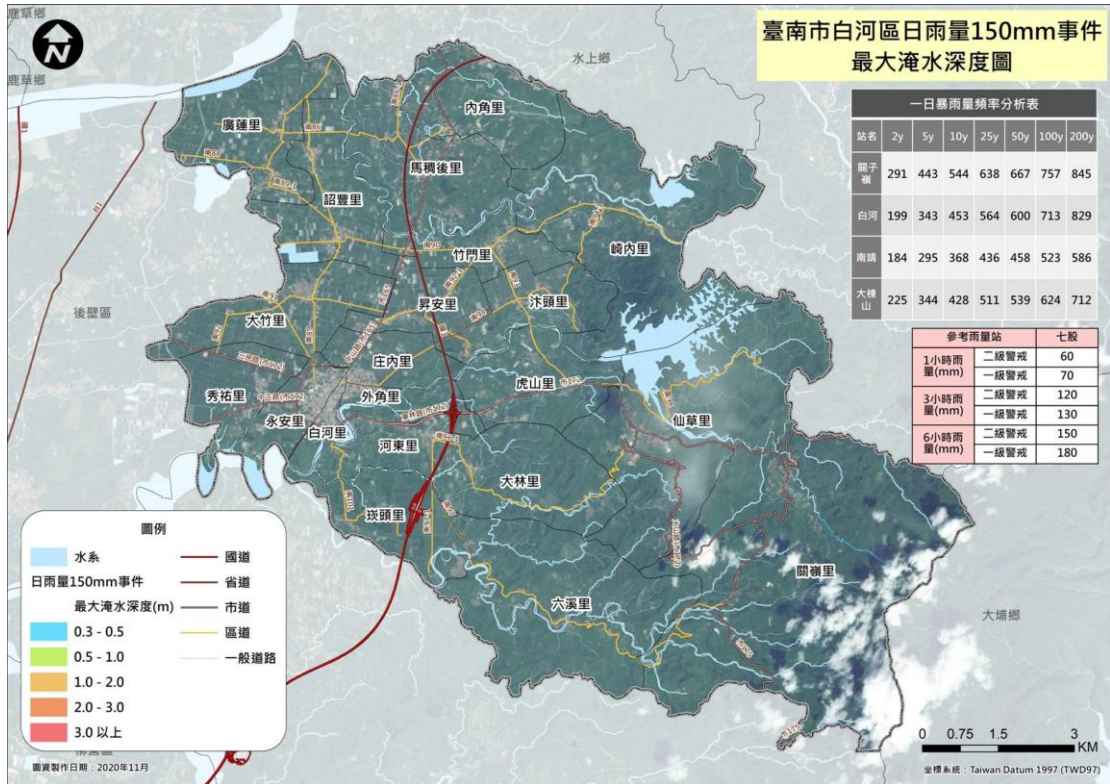 臺南市白河區日雨量150mm事件
最大淹水深度圖
N
鹿草鄉
鹿草鄉
水上鄉
後壁區
大埔鄉
一日暴雨量頻率分析表
站名 2y 5y 10y 25y 50y 100y 200y
關子嶺 291 443 544 638 667 757 845
白河 199 343 453 564 600 713 829
南靖 184 295 368 436 458 523 586
大棟山 225 344 428 511 539 624 712
參考雨量站 七股
1小時雨量(mm) 二級警戒 60
一級警戒 70
3小時雨量(mm) 二級警戒 120
一級警戒 130
6小時雨量(mm) 二級警戒 150
一級警戒 180
內角里
廣蓮里
馬稠後里
南86
詔豐里
南90
竹門里
崎內里
昇安里
汴頭里
大竹里
庄內里
虎山里
秀祐里
外角里
仙草里
永安里
白河里
河東里
大林里
崁頭里
關嶺里
六溪里
圖例
水系
日雨量150mm事件
最大淹水深度(m)
0.3 - 0.5
0.5 - 1.0
1.0 - 2.0
2.0 - 3.0
3.0 以上
國道
省道
市道
區道
一般道路
圖資製作日期：2020年11月
0 0.75 1.5 3
KM
坐標系統：Taiwan Datum 1997 (TWD97)